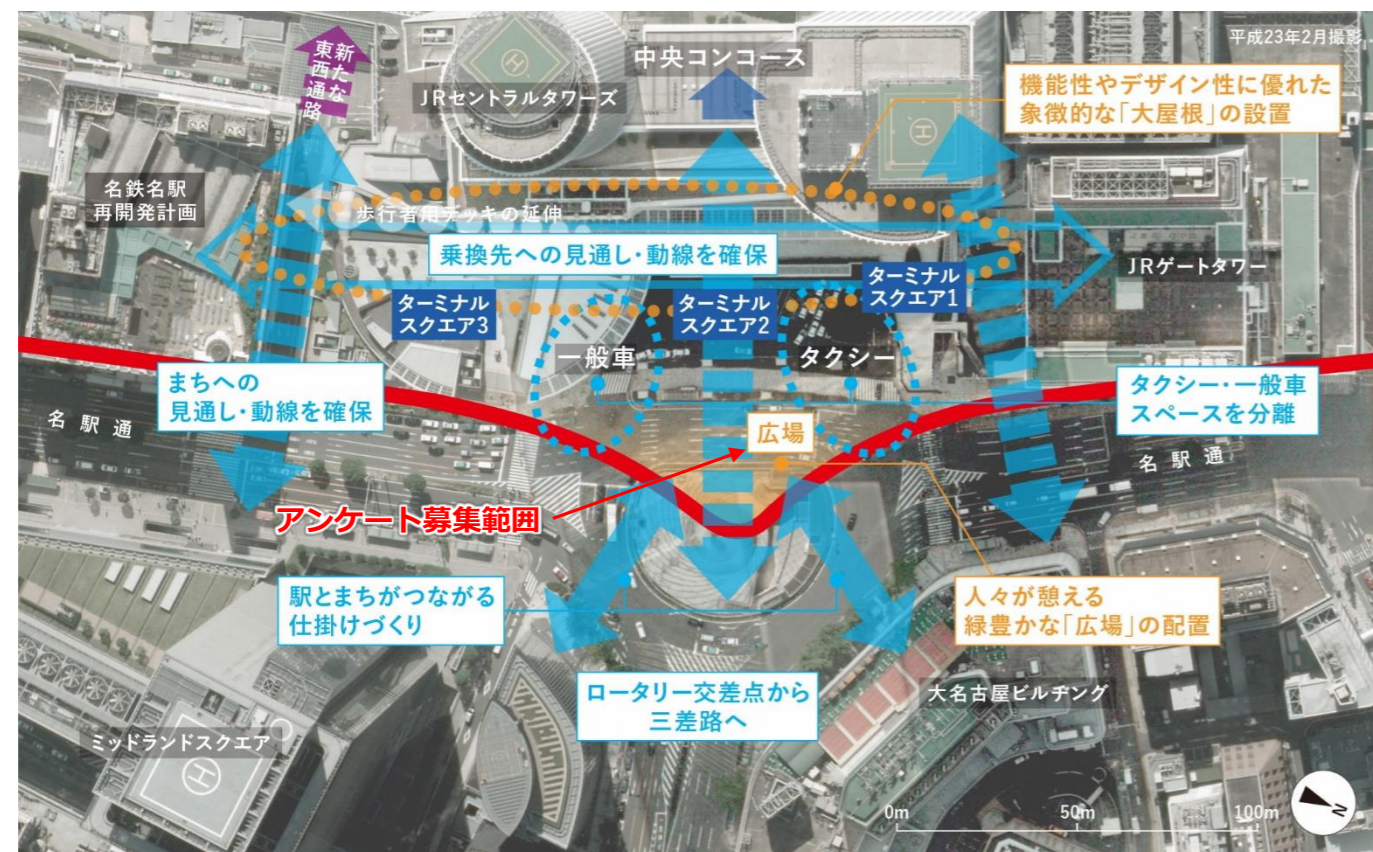 平成23年2月撮影
新たな
東西通路
JRセントラルタワーズ
中央コンコース
機能性やデザイン性に優れた
象徴的な「大屋根」の設置
名鉄名駅
再開発計画
歩行者用デッキの延伸
乗換先への見通し・動線を確保
JRゲートタワー
ターミナル
スクエア3
ターミナル
スクエア2
ターミナル
スクエア1
一般車
タクシー
まちへの
見通し・動線を確保
タクシー・一般車
スペースを分離
名駅通
広場
名駅通
アンケート募集範囲
駅とまちがつながる
仕掛けづくり
人々が憩える
緑豊かな「広場」の配置
ロータリー交差点から
三差路へ
大名古屋ビルヂング
ミッドランドスクエア
H
H
H
0m
50m
100m
N